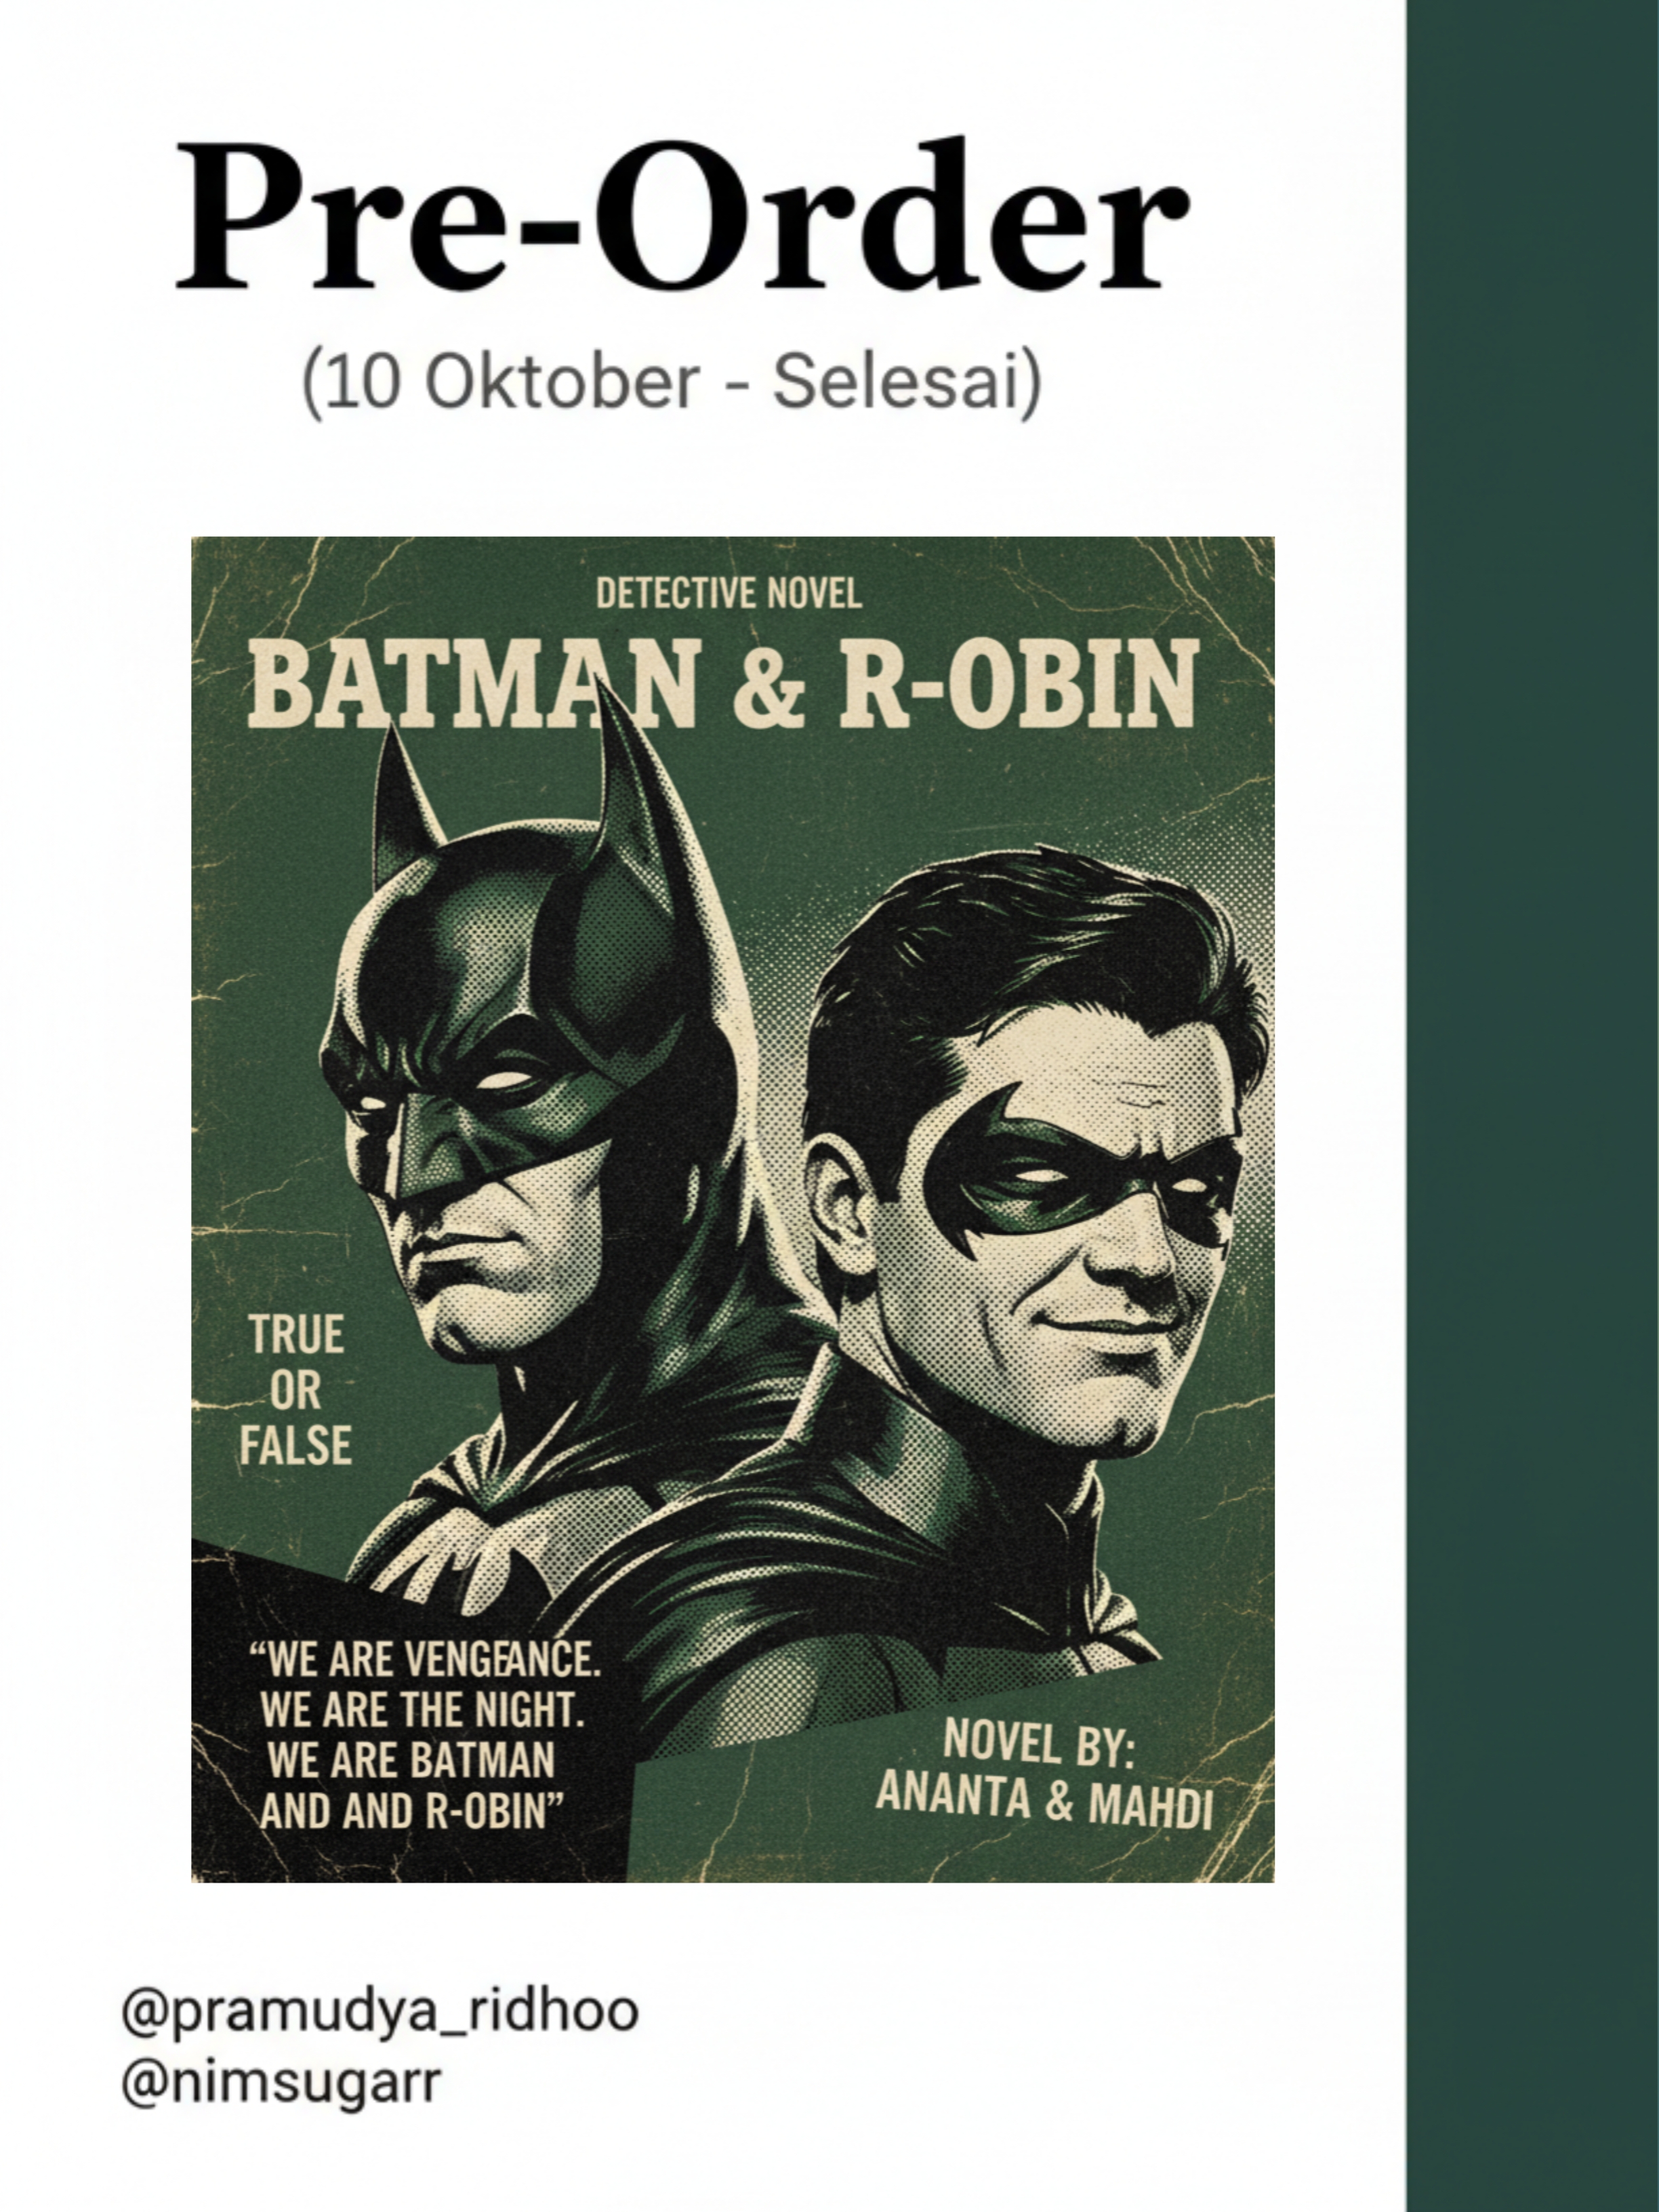 Pre-Order
(10 Oktober - Selesai)
DETECTIVE NOVEL
BATMAN & R-OBIN
TRUE
OR
FALSE
“WE ARE VENGEANCE.
WE ARE THE NIGHT.
WE ARE BATMAN
AND AND R-OBIN”
NOVEL BY:
ANANTA & MAHDI
@pramudya_ridhoo
@nimsugarr